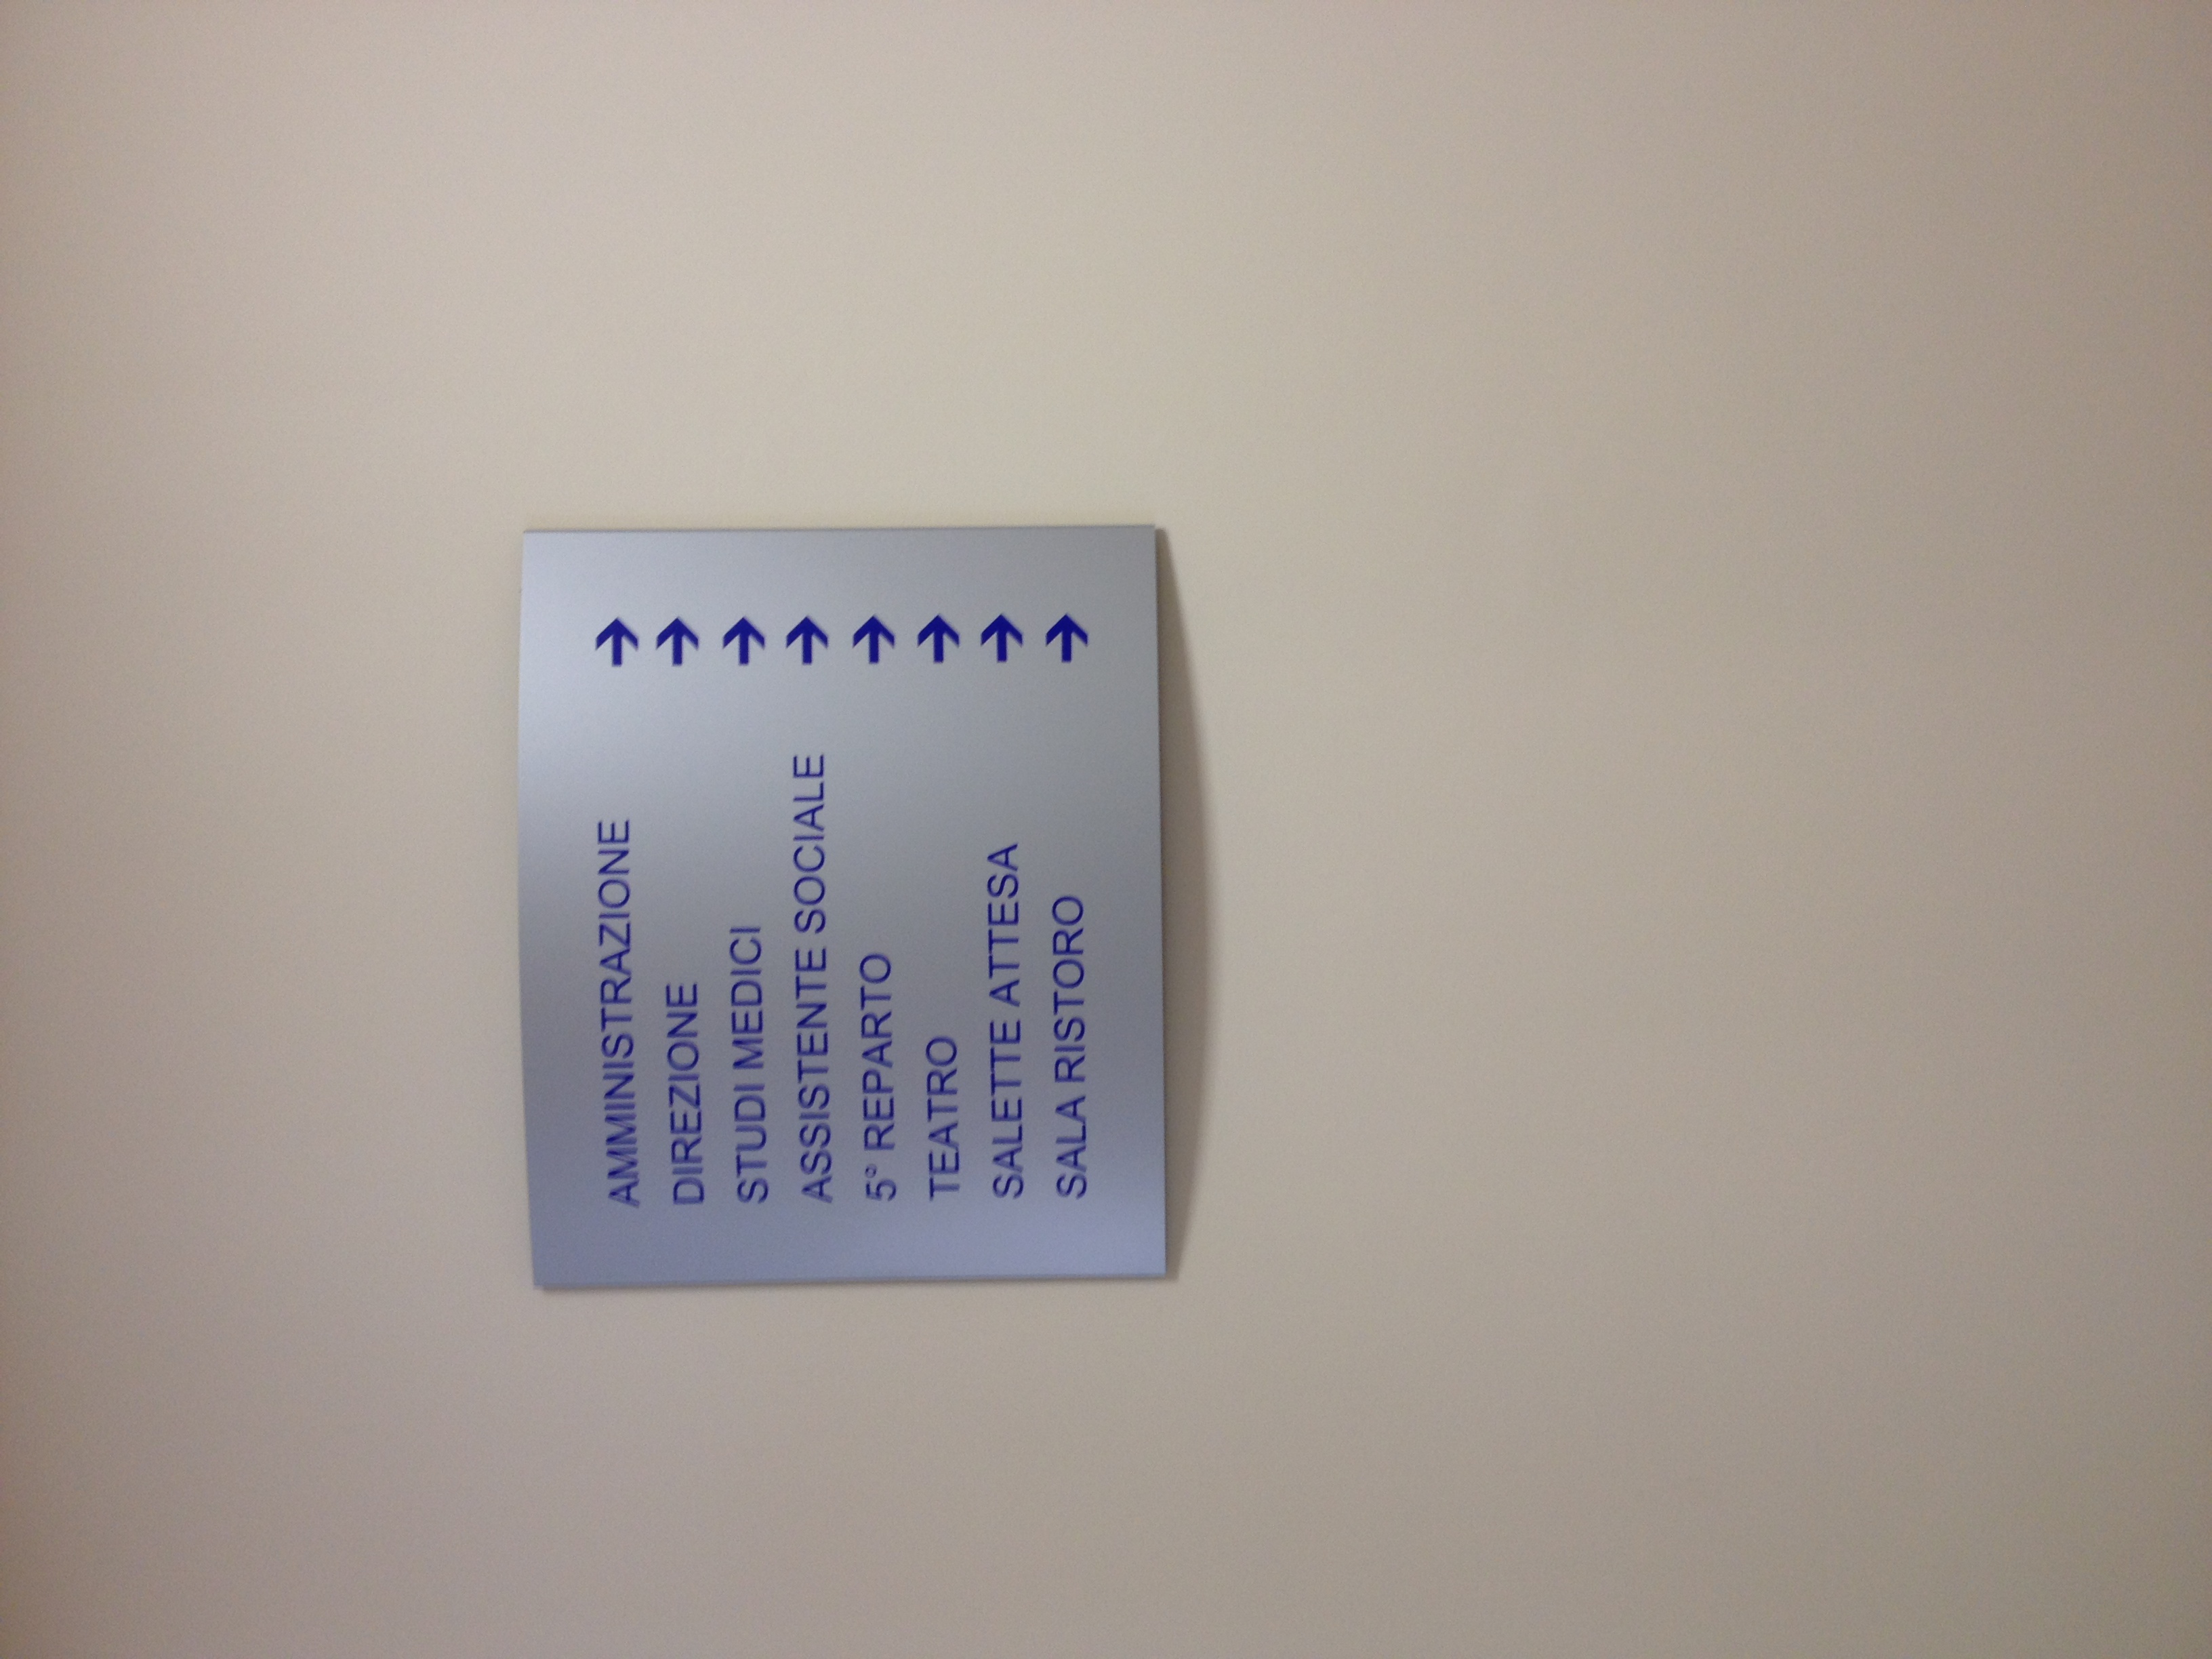 AMMINISTRAZIONE →
DIREZIONE →
STUDI MEDICI →
ASSISTENTE SOCIALE →
5° REPARTO →
TEATRO →
SALETTE ATTESA →
SALA RISTORO →